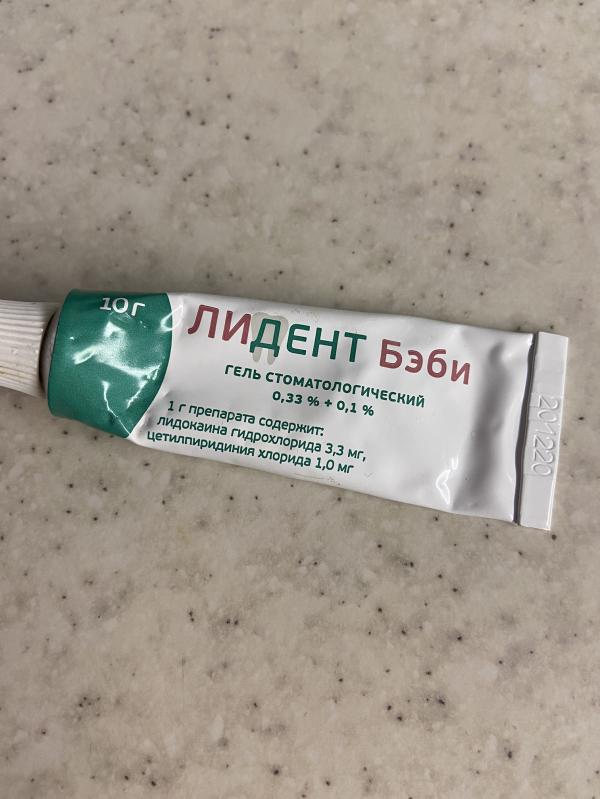 10 г
ЛИДЕНТ Бэби
ГЕЛЬ СТОМАТОЛОГИЧЕСКИЙ
0,33 % + 0,1 %
1 г препарата содержит:
лидокаина гидрохлорида 3,3 мг,
цетилпиридиния хлорида 1,0 мг
201220